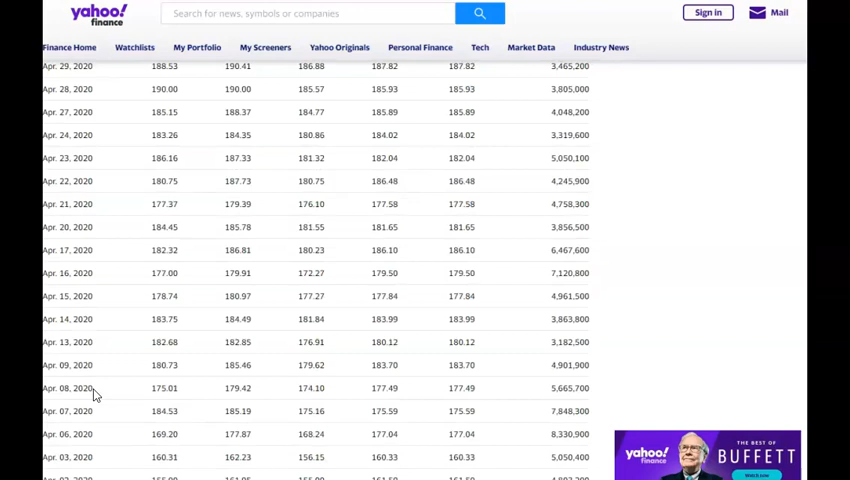 yahoo!
finance
Search for news, symbols or companies
Sign in
Mail
Finance Home Watchlists My Portfolio My Screeners Yahoo Originals Personal Finance Tech Market Data Industry News
Apr. 29, 2020 188.53 190.41 186.88 187.82 187.82 3,465,200
Apr. 28, 2020 190.00 190.00 185.57 185.93 185.93 3,805,000
Apr. 27, 2020 185.15 188.37 184.77 185.89 185.89 4,048,200
Apr. 24, 2020 183.26 184.35 180.86 184.02 184.02 3,319,600
Apr. 23, 2020 186.16 187.33 181.32 182.04 182.04 5,050,100
Apr. 22, 2020 180.75 187.73 180.75 186.48 186.48 4,245,900
Apr. 21, 2020 177.37 179.39 176.10 177.58 177.58 4,758,300
Apr. 20, 2020 184.45 185.78 181.55 181.65 181.65 3,856,500
Apr. 17, 2020 182.32 186.81 180.23 186.10 186.10 6,467,600
Apr. 16, 2020 177.00 179.91 172.27 179.50 179.50 7,120,800
Apr. 15, 2020 178.74 180.97 177.27 177.84 177.84 4,961,500
Apr. 14, 2020 183.75 184.49 181.84 183.99 183.99 3,863,800
Apr. 13, 2020 182.68 182.85 176.91 180.12 180.12 3,182,500
Apr. 09, 2020 180.73 185.46 179.62 183.70 183.70 4,901,900
Apr. 08, 2020 175.01 179.42 174.10 177.49 177.49 5,665,700
Apr. 07, 2020 184.53 185.19 175.16 175.59 175.59 7,848,300
Apr. 06, 2020 169.20 177.87 168.24 177.04 177.04 8,330,900
Apr. 03, 2020 160.31 162.23 156.15 160.33 160.33 5,050,400
yahoo!
finance
THE BEST OF
BUFFETT
Watch now